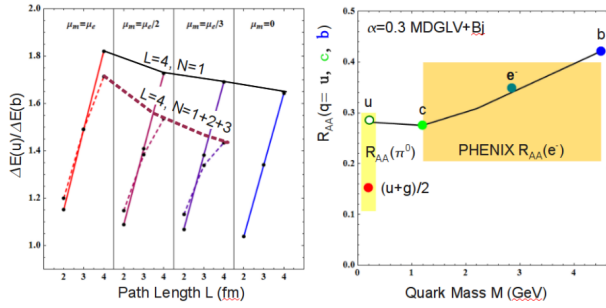 μm=μe
μm=μe/2
μm=μe/3
μm=0
L=4, N=1
L=4, N=1+2+3
ΔE(u)/ΔE(b)
1.8
1.6
1.4
1.2
1.0
2 3 4 2 3 4 2 3 4 2 3 4
Path Length L (fm)
α=0.3 MDGLV+Bj
b
e-
u
c
RAA(π0)
PHENIX RAA(e-)
(u+g)/2
RAA(q= u, c, b)
0.5
0.4
0.3
0.2
0.1
0.0
0 1 2 3 4
Quark Mass M (GeV)